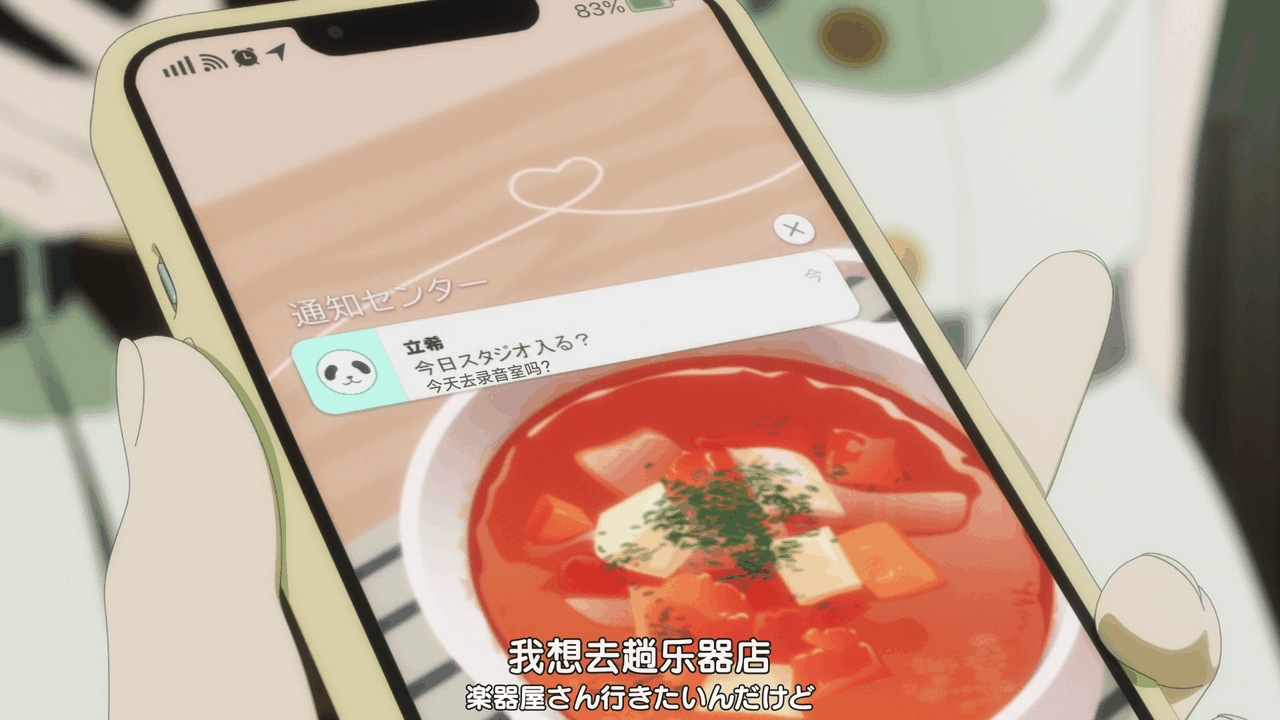 83%
通知センター
今
立希
今日スタジオ入る？
今天去录音室吗?
我想去趟乐器店
楽器屋さん行きたいんだけど